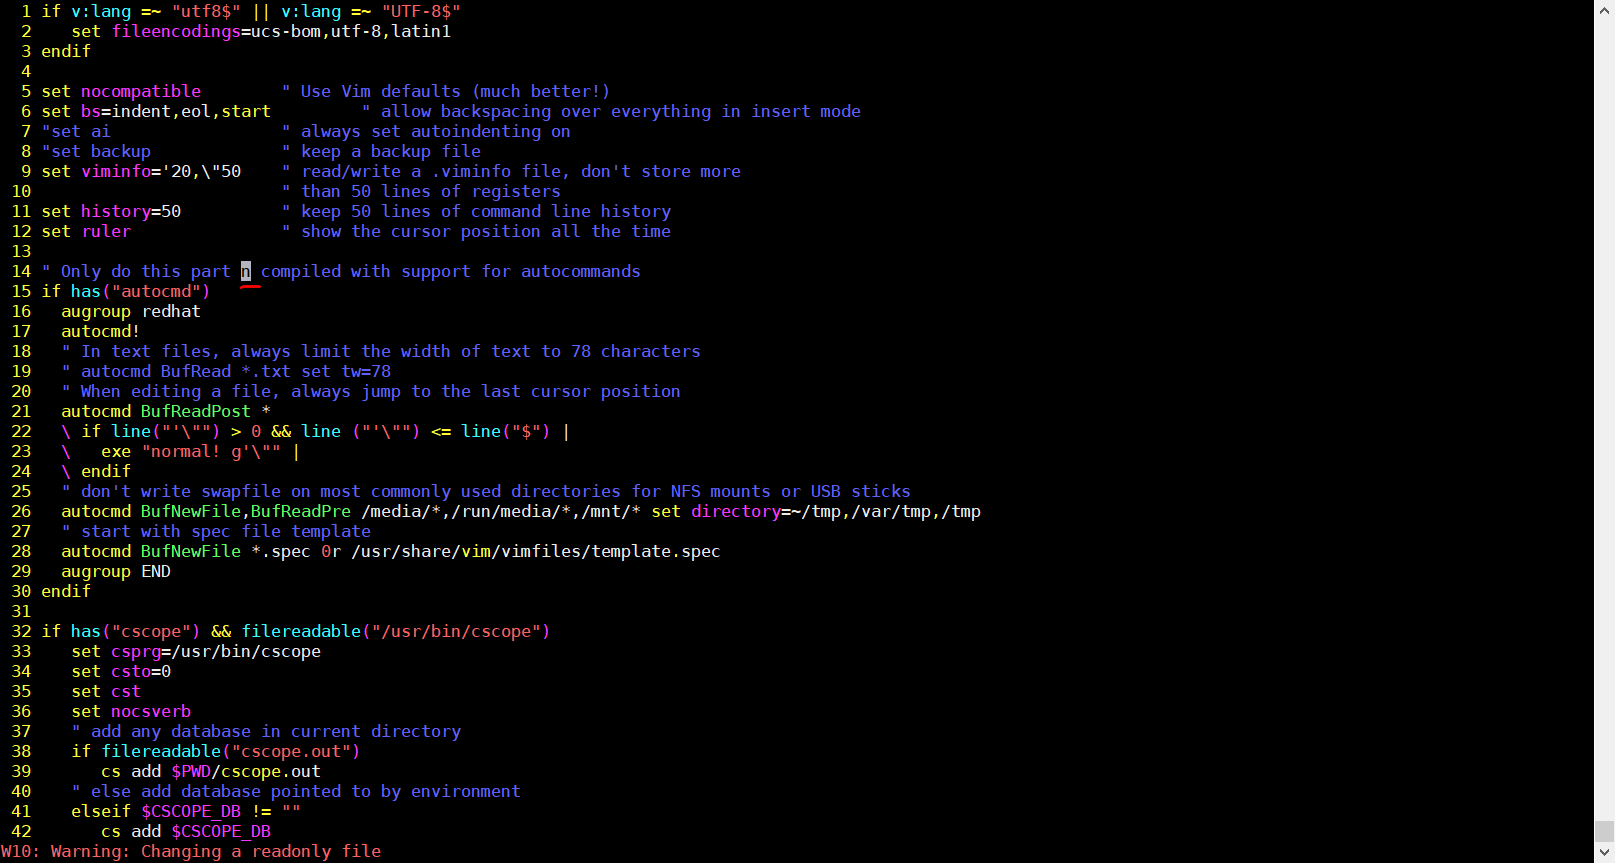 1 if v:lang =~ "utf8$" || v:lang =~ "UTF-8$"
2    set fileencodings=ucs-bom,utf-8,latin1
3 endif
4
5 set nocompatible        " Use Vim defaults (much better!)
6 set bs=indent,eol,start         " allow backspacing over everything in insert mode
7 "set ai                 " always set autoindenting on
8 "set backup             " keep a backup file
9 set viminfo='20,\"50    " read/write a .viminfo file, don't store more
10                         " than 50 lines of registers
11 set history=50          " keep 50 lines of command line history
12 set ruler               " show the cursor position all the time
13
14 " Only do this part n compiled with support for autocommands
15 if has("autocmd")
16   augroup redhat
17   autocmd!
18   " In text files, always limit the width of text to 78 characters
19   " autocmd BufRead *.txt set tw=78
20   " When editing a file, always jump to the last cursor position
21   autocmd BufReadPost *
22   \ if line("'\"") > 0 && line ("'\"") <= line("$") |
23   \   exe "normal! g'\"" |
24   \ endif
25   " don't write swapfile on most commonly used directories for NFS mounts or USB sticks
26   autocmd BufNewFile,BufReadPre /media/*,/run/media/*,/mnt/* set directory=~/tmp,/var/tmp,/tmp
27   " start with spec file template
28   autocmd BufNewFile *.spec 0r /usr/share/vim/vimfiles/template.spec
29   augroup END
30 endif
31
32 if has("cscope") && filereadable("/usr/bin/cscope")
33    set csprg=/usr/bin/cscope
34    set csto=0
35    set cst
36    set nocsverb
37    " add any database in current directory
38    if filereadable("cscope.out")
39       cs add $PWD/cscope.out
40    " else add database pointed to by environment
41    elseif $CSCOPE_DB != ""
42       cs add $CSCOPE_DB
W10: Warning: Changing a readonly file